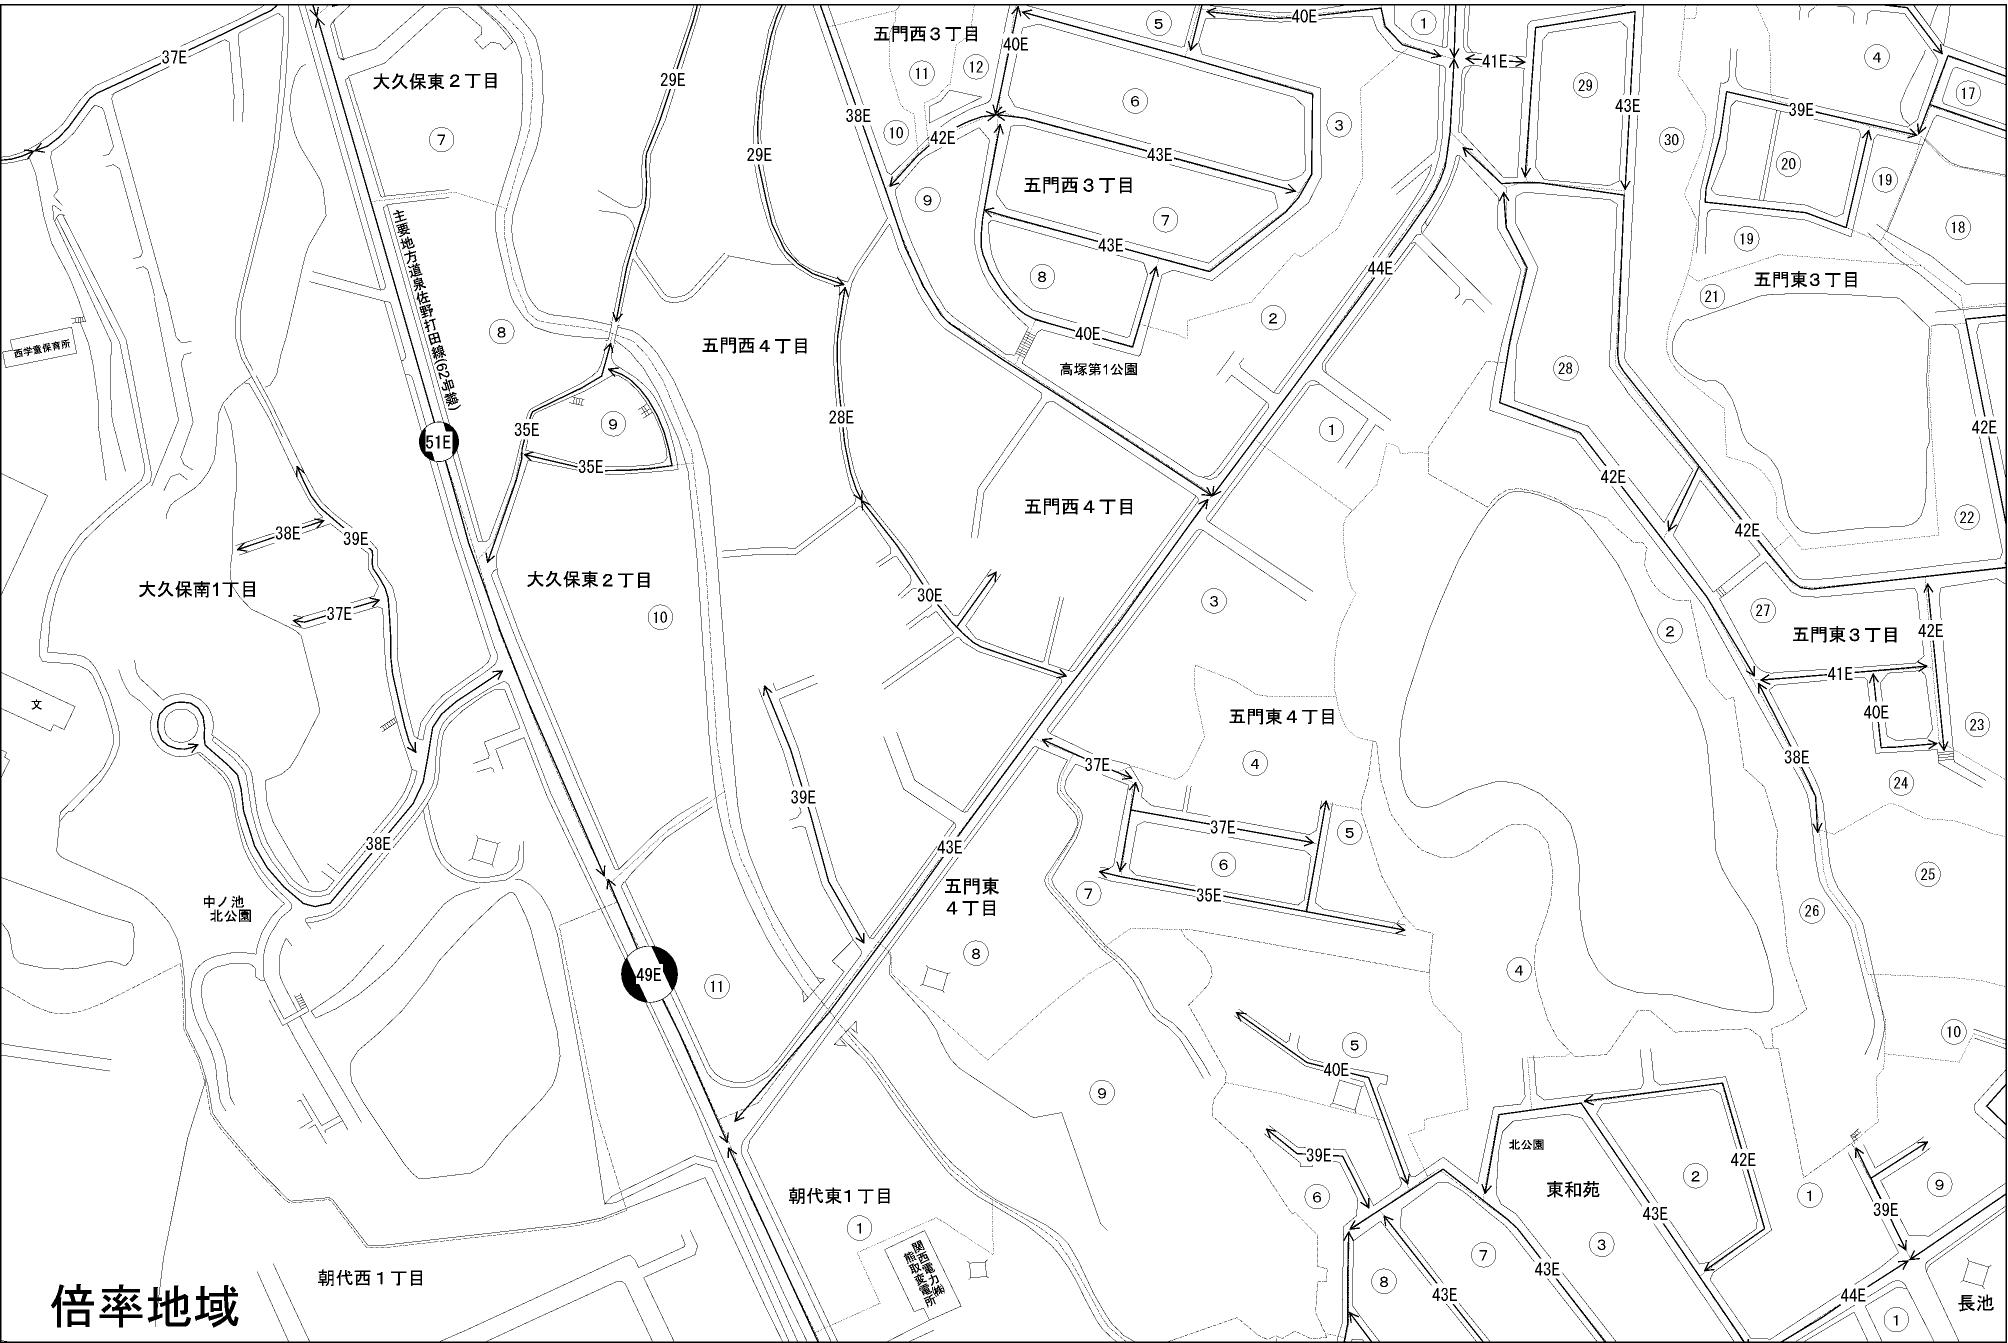 37E
大久保東２丁目
29E
五門西３丁目
40E
⑤
40E
①
41E
④
⑪
⑫
29
43E
17
7
38E
⑩
42E
6
③
39E
30
20
29E
43E
五門西３丁目
19
⑨
⑦
18
43E
19
44E
⑧
五門東３丁目
21
主要地方道泉佐野打田線(62号線)
⑧
西学童保育所
五門西４丁目
40E
②
高塚第1公園
28
51E
35E
⑨
28E
①
42E
35E
42E
五門西４丁目
22
38E
39E
42E
大久保南1丁目
大久保東２丁目
30E
③
37E
⑩
27
②
五門東３丁目
42E
41E
文
五門東４丁目
40E
23
37E
④
38E
24
39E
37E
⑤
38E
43E
⑥
25
五門東
４丁目
⑦
35E
中ノ池
北公園
26
⑧
49E
⑪
④
⑩
⑤
40E
⑨
北公園
39E
42E
②
東和苑
⑨
朝代東１丁目
⑥
①
39E
①
43E
関西電力㈱
熊取変電所
⑦
③
朝代西１丁目
43E
⑧
43E
44E
長池
①
倍率地域